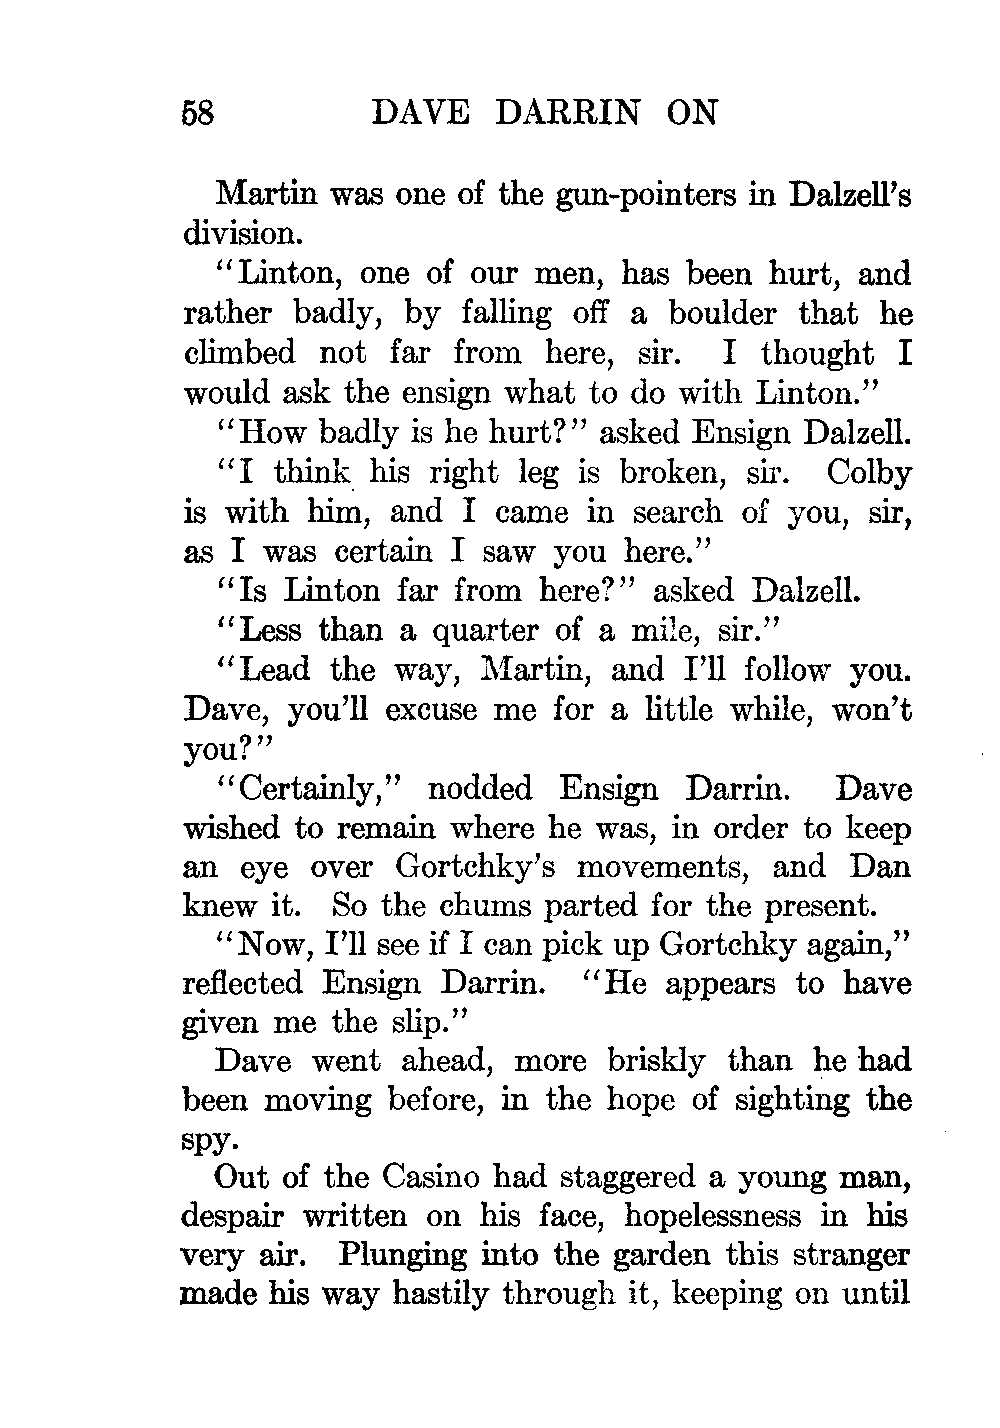 58 DAVE DARRIN ON
Martin was one of the gun-pointers in Dalzell's
division.
"Linton, one of our men, has been hurt, and
rather badly, by falling off a boulder that he
climbed not far from here, sir. I thought I
would ask the ensign what to do with Linton."
"How badly is he hurt?" asked Ensign Dalzell.
"I think his right leg is broken, sir. Colby
is with him, and I came in search of you, sir,
as I was certain I saw you here."
"Is Linton far from here?" asked Dalzell.
"Less than a quarter of a mile, sir."
"Lead the way, Martin, and I'll follow you.
Dave, you'll excuse me for a little while, won't
you?"
"Certainly," nodded Ensign Darrin. Dave
wished to remain where he was, in order to keep
an eye over Gortchky's movements, and Dan
knew it. So the chums parted for the present.
"Now, I'll see if I can pick up Gortchky again,"
reflected Ensign Darrin. "He appears to have
given me the slip."
Dave went ahead, more briskly than he had
been moving before, in the hope of sighting the
spy.
Out of the Casino had staggered a young man,
despair written on his face, hopelessness in his
very air. Plunging into the garden this stranger
made his way hastily through it, keeping on until